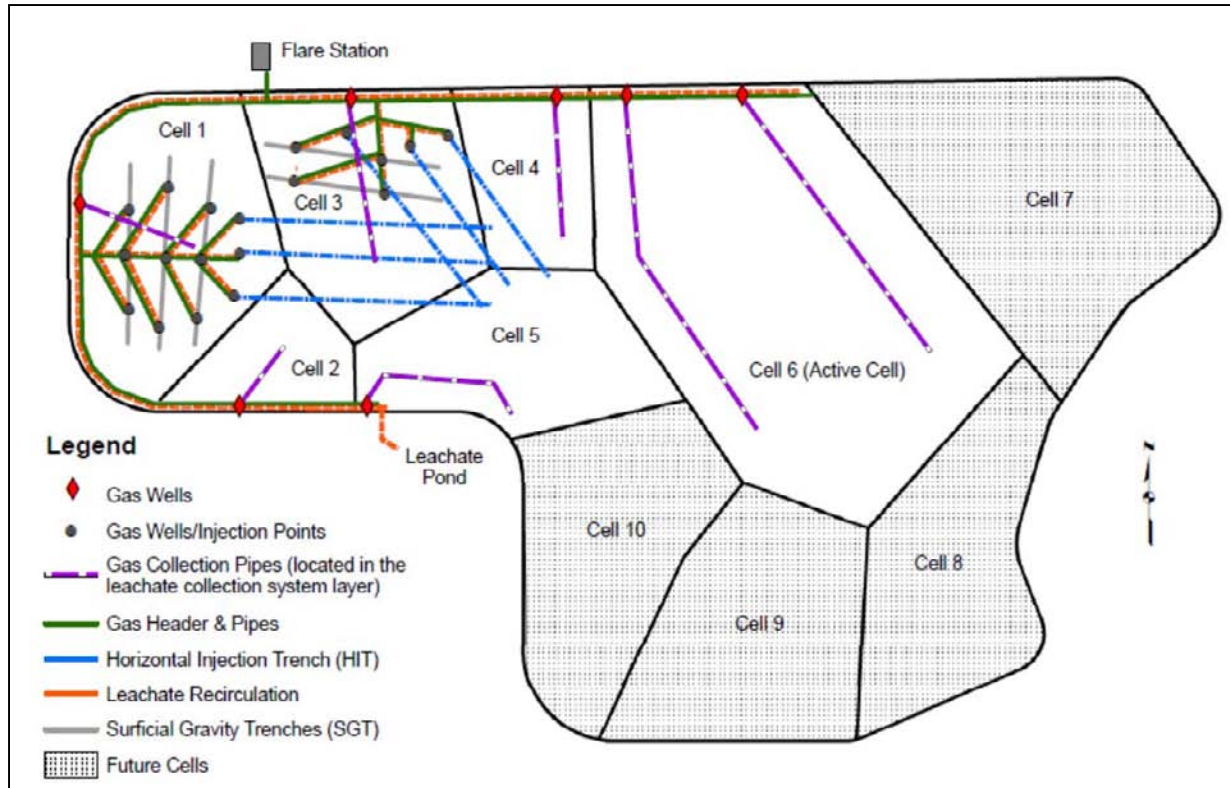 Flare Station
Cell 1
Cell 4
Cell 3
Cell 7
Cell 5
Cell 2
Cell 6 (Active Cell)
Legend
Leachate
Pond
Gas Wells
Gas Wells/Injection Points
Cell 10
Gas Collection Pipes (located in the
leachate collection system layer)
Cell 8
Gas Header & Pipes
Cell 9
Horizontal Injection Trench (HIT)
Leachate Recirculation
Surficial Gravity Trenches (SGT)
Future Cells